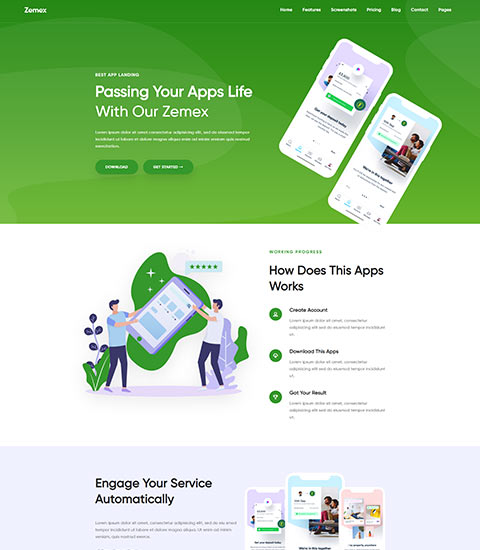 Zemex
Home Features Screenshots Pricing Blog Contact Pages
BEST APP LANDING
Passing Your Apps Life
With Our Zemex
Lorem ipsum dolor sit amet, consectetur adipisicing elit, sed do eiusmod tempor
incididunt ut labore et dolore magna aliqua enim ad minim veniam quis nostrud
exercitation.
DOWNLOAD
GET STARTED
Get your deposit today
We're in this together
WORKING PROGRESS
How Does This Apps
Works
Create Account
Lorem ipsum dolor sit amet, consectetur
adipisicing elit, sed do eiusmod tempor incididunt
ut.
Download This Apps
Lorem ipsum dolor sit amet, consectetur
adipisicing elit, sed do eiusmod tempor incididunt
ut.
Got Your Result
Lorem ipsum dolor sit amet, consectetur
adipisicing elit, sed do eiusmod tempor incididunt
ut.
Engage Your Service
Automatically
Lorem ipsum dolor sit amet, consectetur adipisicing elit, sed do eiusmod
tempor incididunt ut labore et dolore magna aliqua. Ut enim ad minim veniam,
quis nostrud exerce.
We're in this together